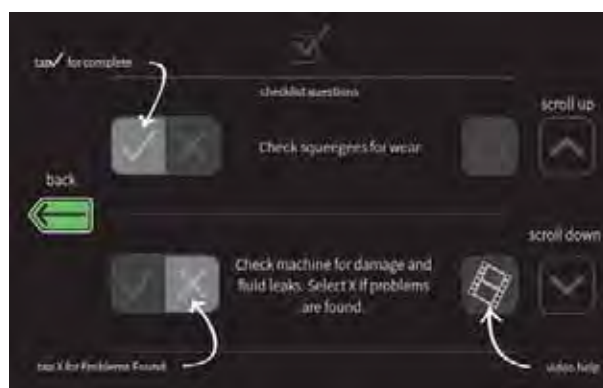 tap✓ for complete
checklist questions
scroll up
Check squeegees for wear
back
scroll down
Check machine for damage and
fluid leaks. Select X if problems
are found.
tap X for Problems Found
video help